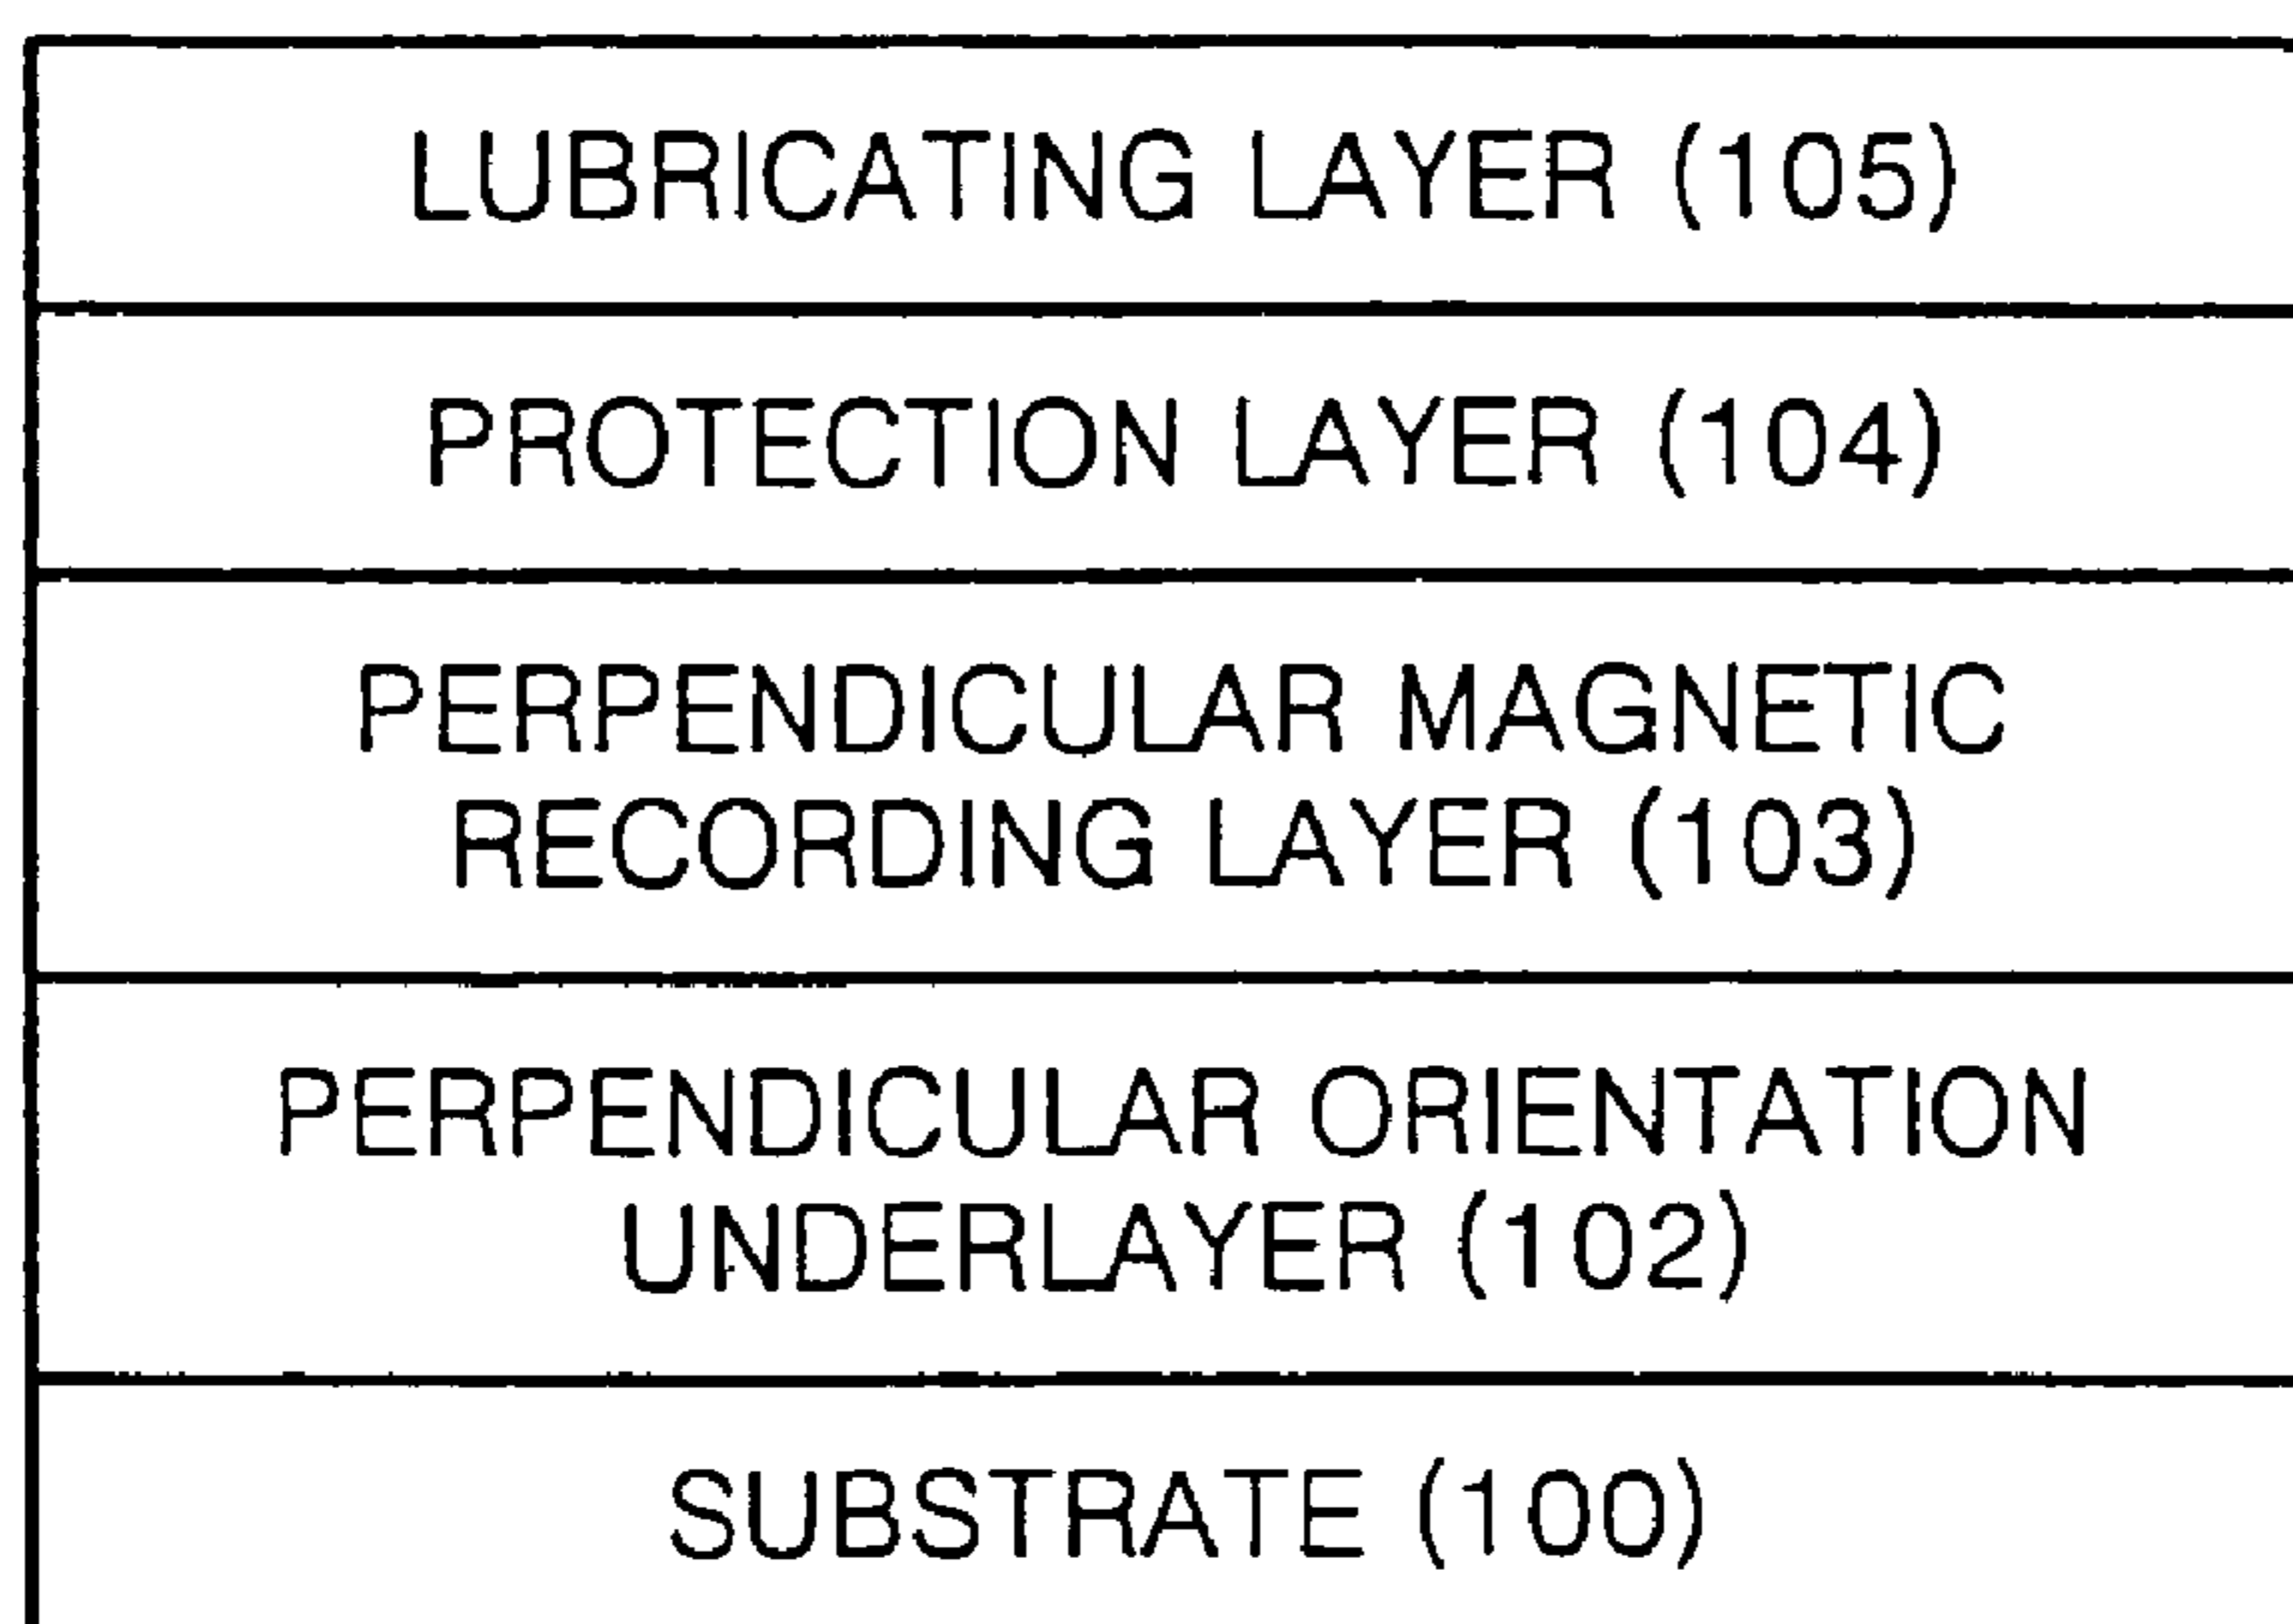 LUBRICATING LAYER (105)
PROTECTION LAYER (104)
PERPENDICULAR MAGNETIC
RECORDING LAYER (103)
PERPENDICULAR ORIENTATION
UNDERLAYER (102)
SUBSTRATE (100)